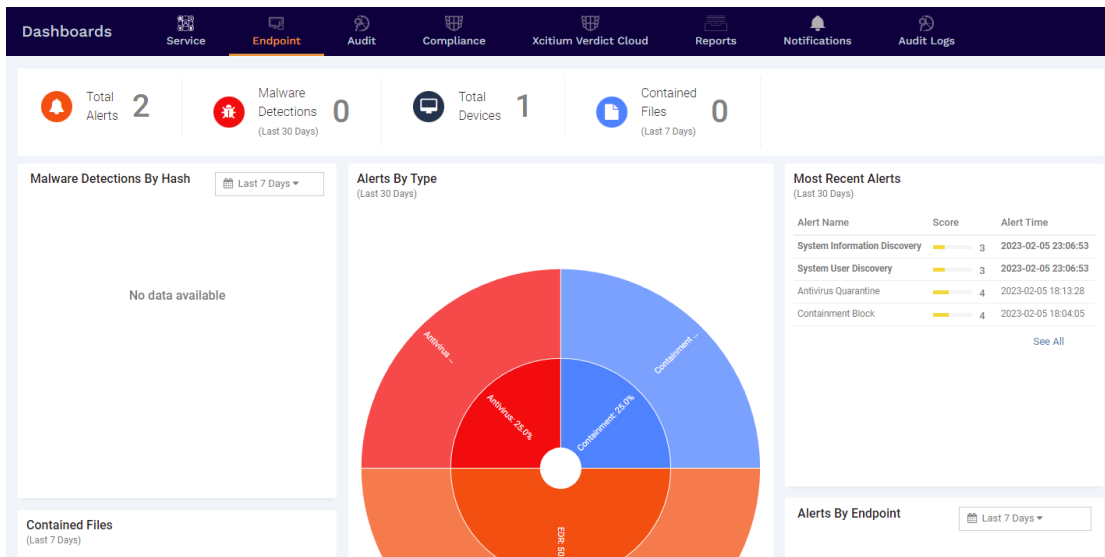 Dashboards
Service
Endpoint
Audit
Compliance
Xcitium Verdict Cloud
Reports
Notifications
Audit Logs
Total
Alerts
2
Malware
Detections
(Last 30 Days)
0
Total
Devices
1
Contained
Files
(Last 7 Days)
0
Malware Detections By Hash
Last 7 Days
No data available
Contained Files
(Last 7 Days)
Alerts By Type
(Last 30 Days)
Antivirus ...
Containment ...
Antivirus: 25.0%
Containment: 25.0%
EDR: 50
Most Recent Alerts
(Last 30 Days)
Alert Name Score Alert Time
System Information Discovery 3 2023-02-05 23:06:53
System User Discovery 3 2023-02-05 23:06:53
Antivirus Quarantine 4 2023-02-05 18:13:28
Containment Block 4 2023-02-05 18:04:05
See All
Alerts By Endpoint
Last 7 Days